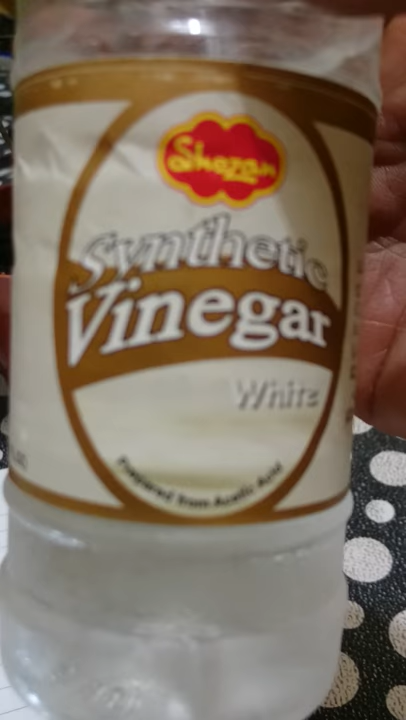 Shezan
Synthetic
Vinegar
White
Prepared from Acetic Acid